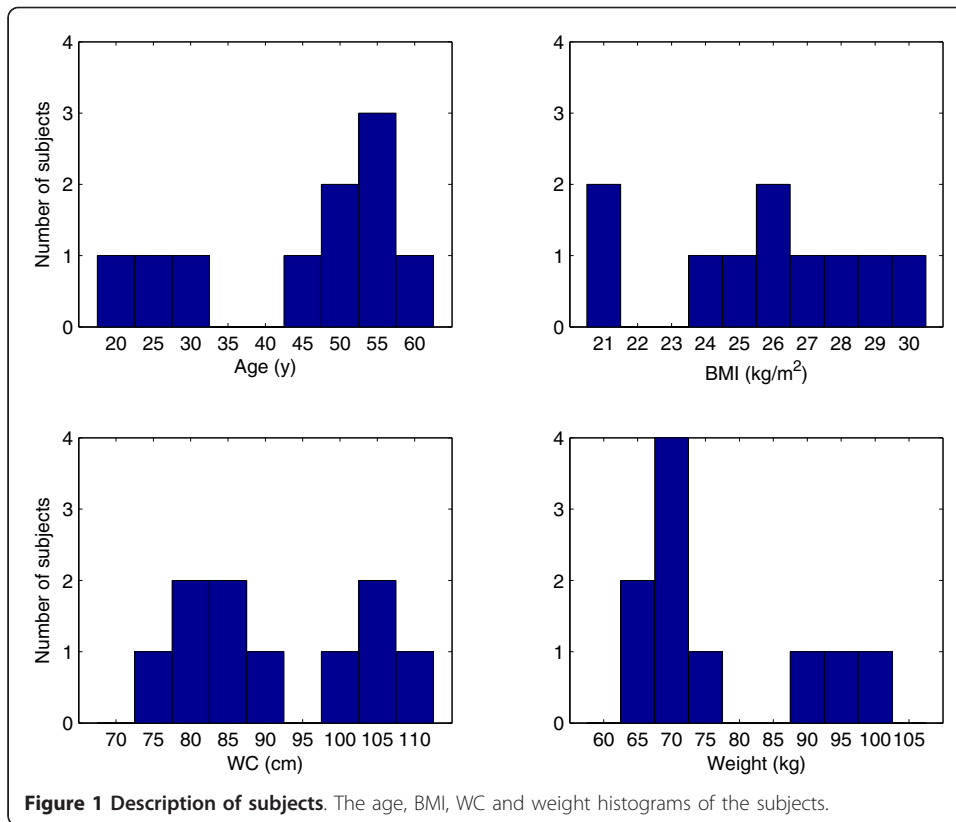 4
3
2
1
0
Number of subjects
20 25 30 35 40 45 50 55 60
Age (y)
4
3
2
1
0
21 22 23 24 25 26 27 28 29 30
BMI (kg/m²)
4
3
2
1
0
Number of subjects
70 75 80 85 90 95 100 105 110
WC (cm)
4
3
2
1
0
60 65 70 75 80 85 90 95 100 105
Weight (kg)
Figure 1 Description of subjects. The age, BMI, WC and weight histograms of the subjects.